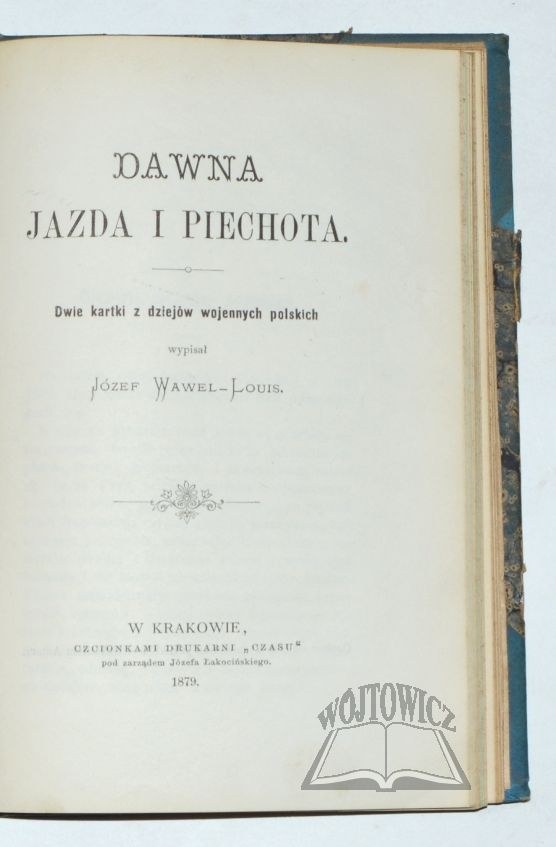 DAWNA
JAZDA I PIECHOTA.
Dwie kartki z dziejów wojennych polskich
wypisał
JÓZEF WAWEL-LOUIS.
W KRAKOWIE,
CZCIONKAMI DRUKARNI „CZASU“
pod zarządem Józefa Łakocińskiego.
1879.
WÓJTOWICZ